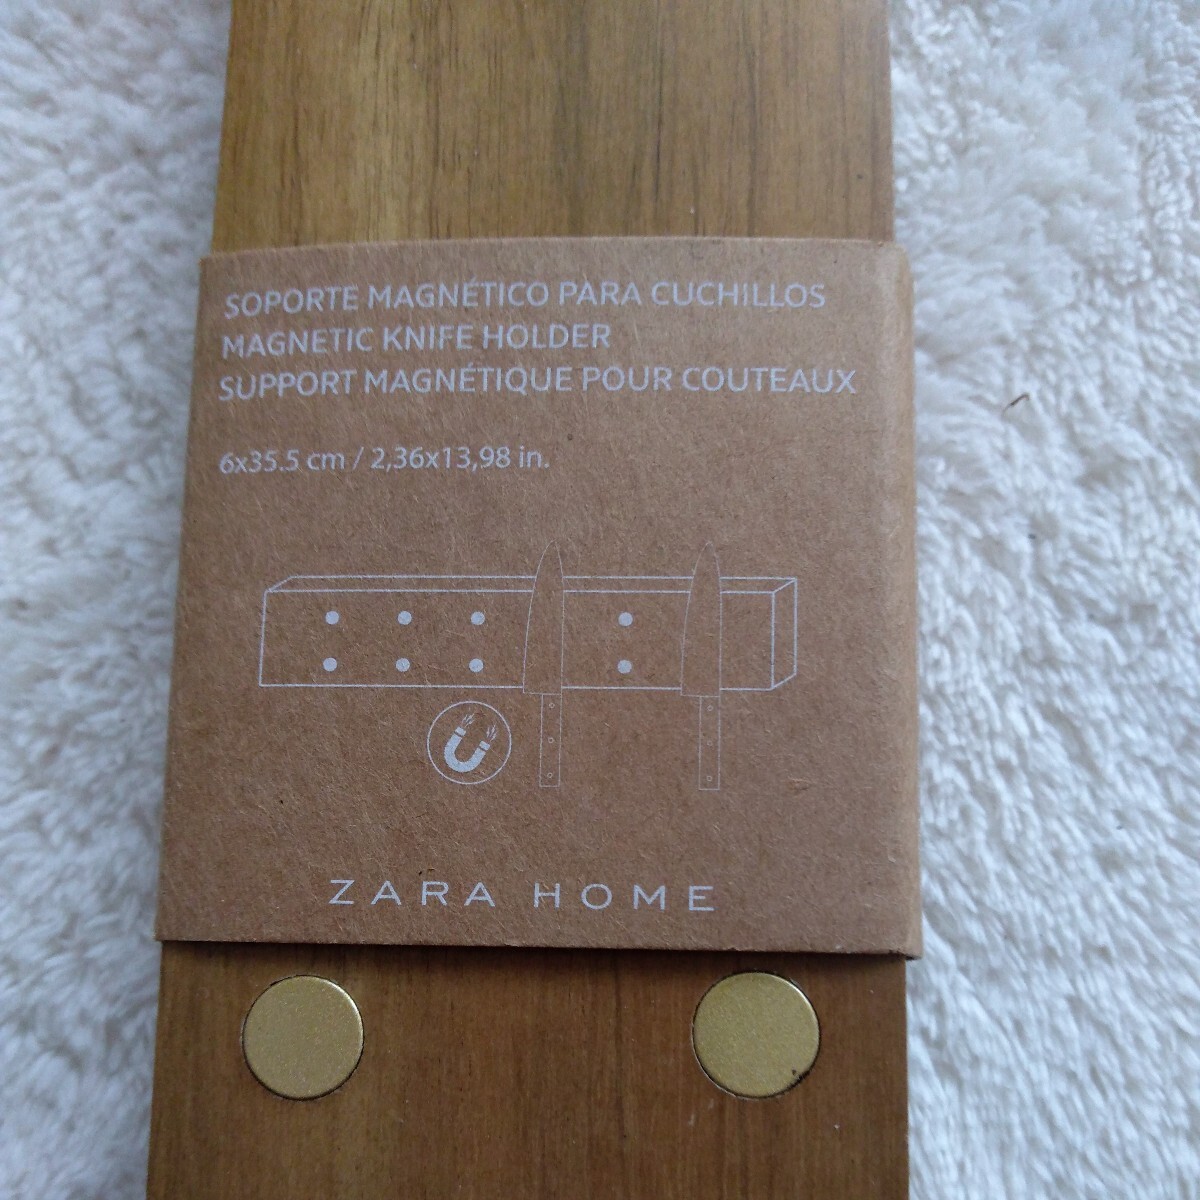 SOPORTE MAGNÉTICO PARA CUCHILLOS
MAGNETIC KNIFE HOLDER
SUPPORT MAGNÉTIQUE POUR COUTEAUX
6x35.5 cm / 2,36x13,98 in.
ZARA HOME